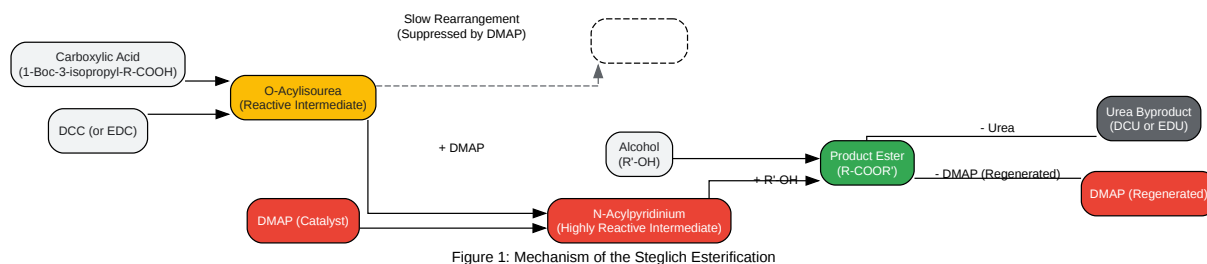 Slow Rearrangement
(Suppressed by DMAP)
Carboxylic Acid
(1-Boc-3-isopropyl-R-COOH)
O-Acylisourea
(Reactive Intermediate)
DCC (or EDC)
+ DMAP
Alcohol
(R'-OH)
Product Ester
(R-COOR')
- Urea
Urea Byproduct
(DCU or EDU)
+ R'-OH
- DMAP (Regenerated)
DMAP (Regenerated)
DMAP (Catalyst)
N-Acylpyridinium
(Highly Reactive Intermediate)
Figure 1: Mechanism of the Steglich Esterification